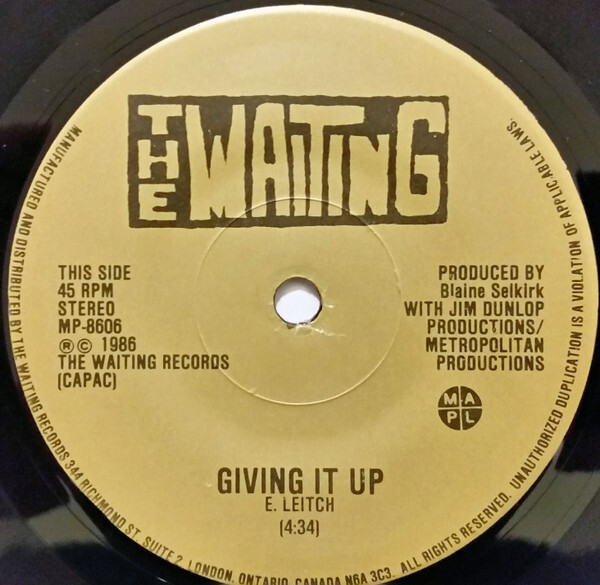 THE WAITING
THIS SIDE
45 RPM
STEREO
MP-8606
Ⓟ© 1986
THE WAITING RECORDS
(CAPAC)
PRODUCED BY
Blaine Selkirk
WITH JIM DUNLOP
PRODUCTIONS/
METROPOLITAN
PRODUCTIONS
M A
P L
GIVING IT UP
E. LEITCH
(4:34)
MANUFACTURED AND DISTRIBUTED BY THE WAITING RECORDS 344 RICHMOND ST. SUITE 2, LONDON, ONTARIO, CANADA N6A 3C3. ALL RIGHTS RESERVED. UNAUTHORIZED DUPLICATION IS A VIOLATION OF APPLICABLE LAWS.